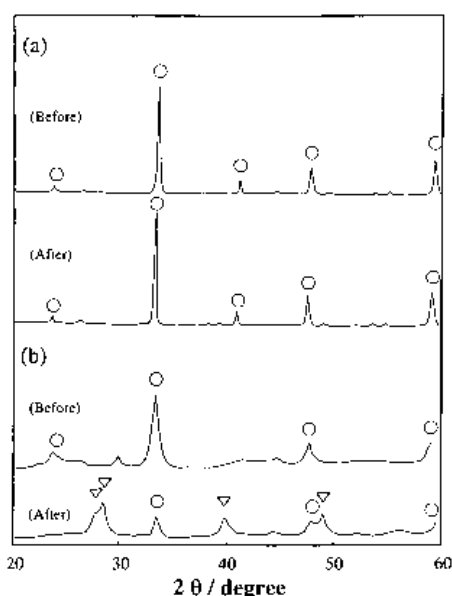 (a)
(Before)
(After)
(b)
(Before)
(After)
20 30 40 50 60
2 θ / degree